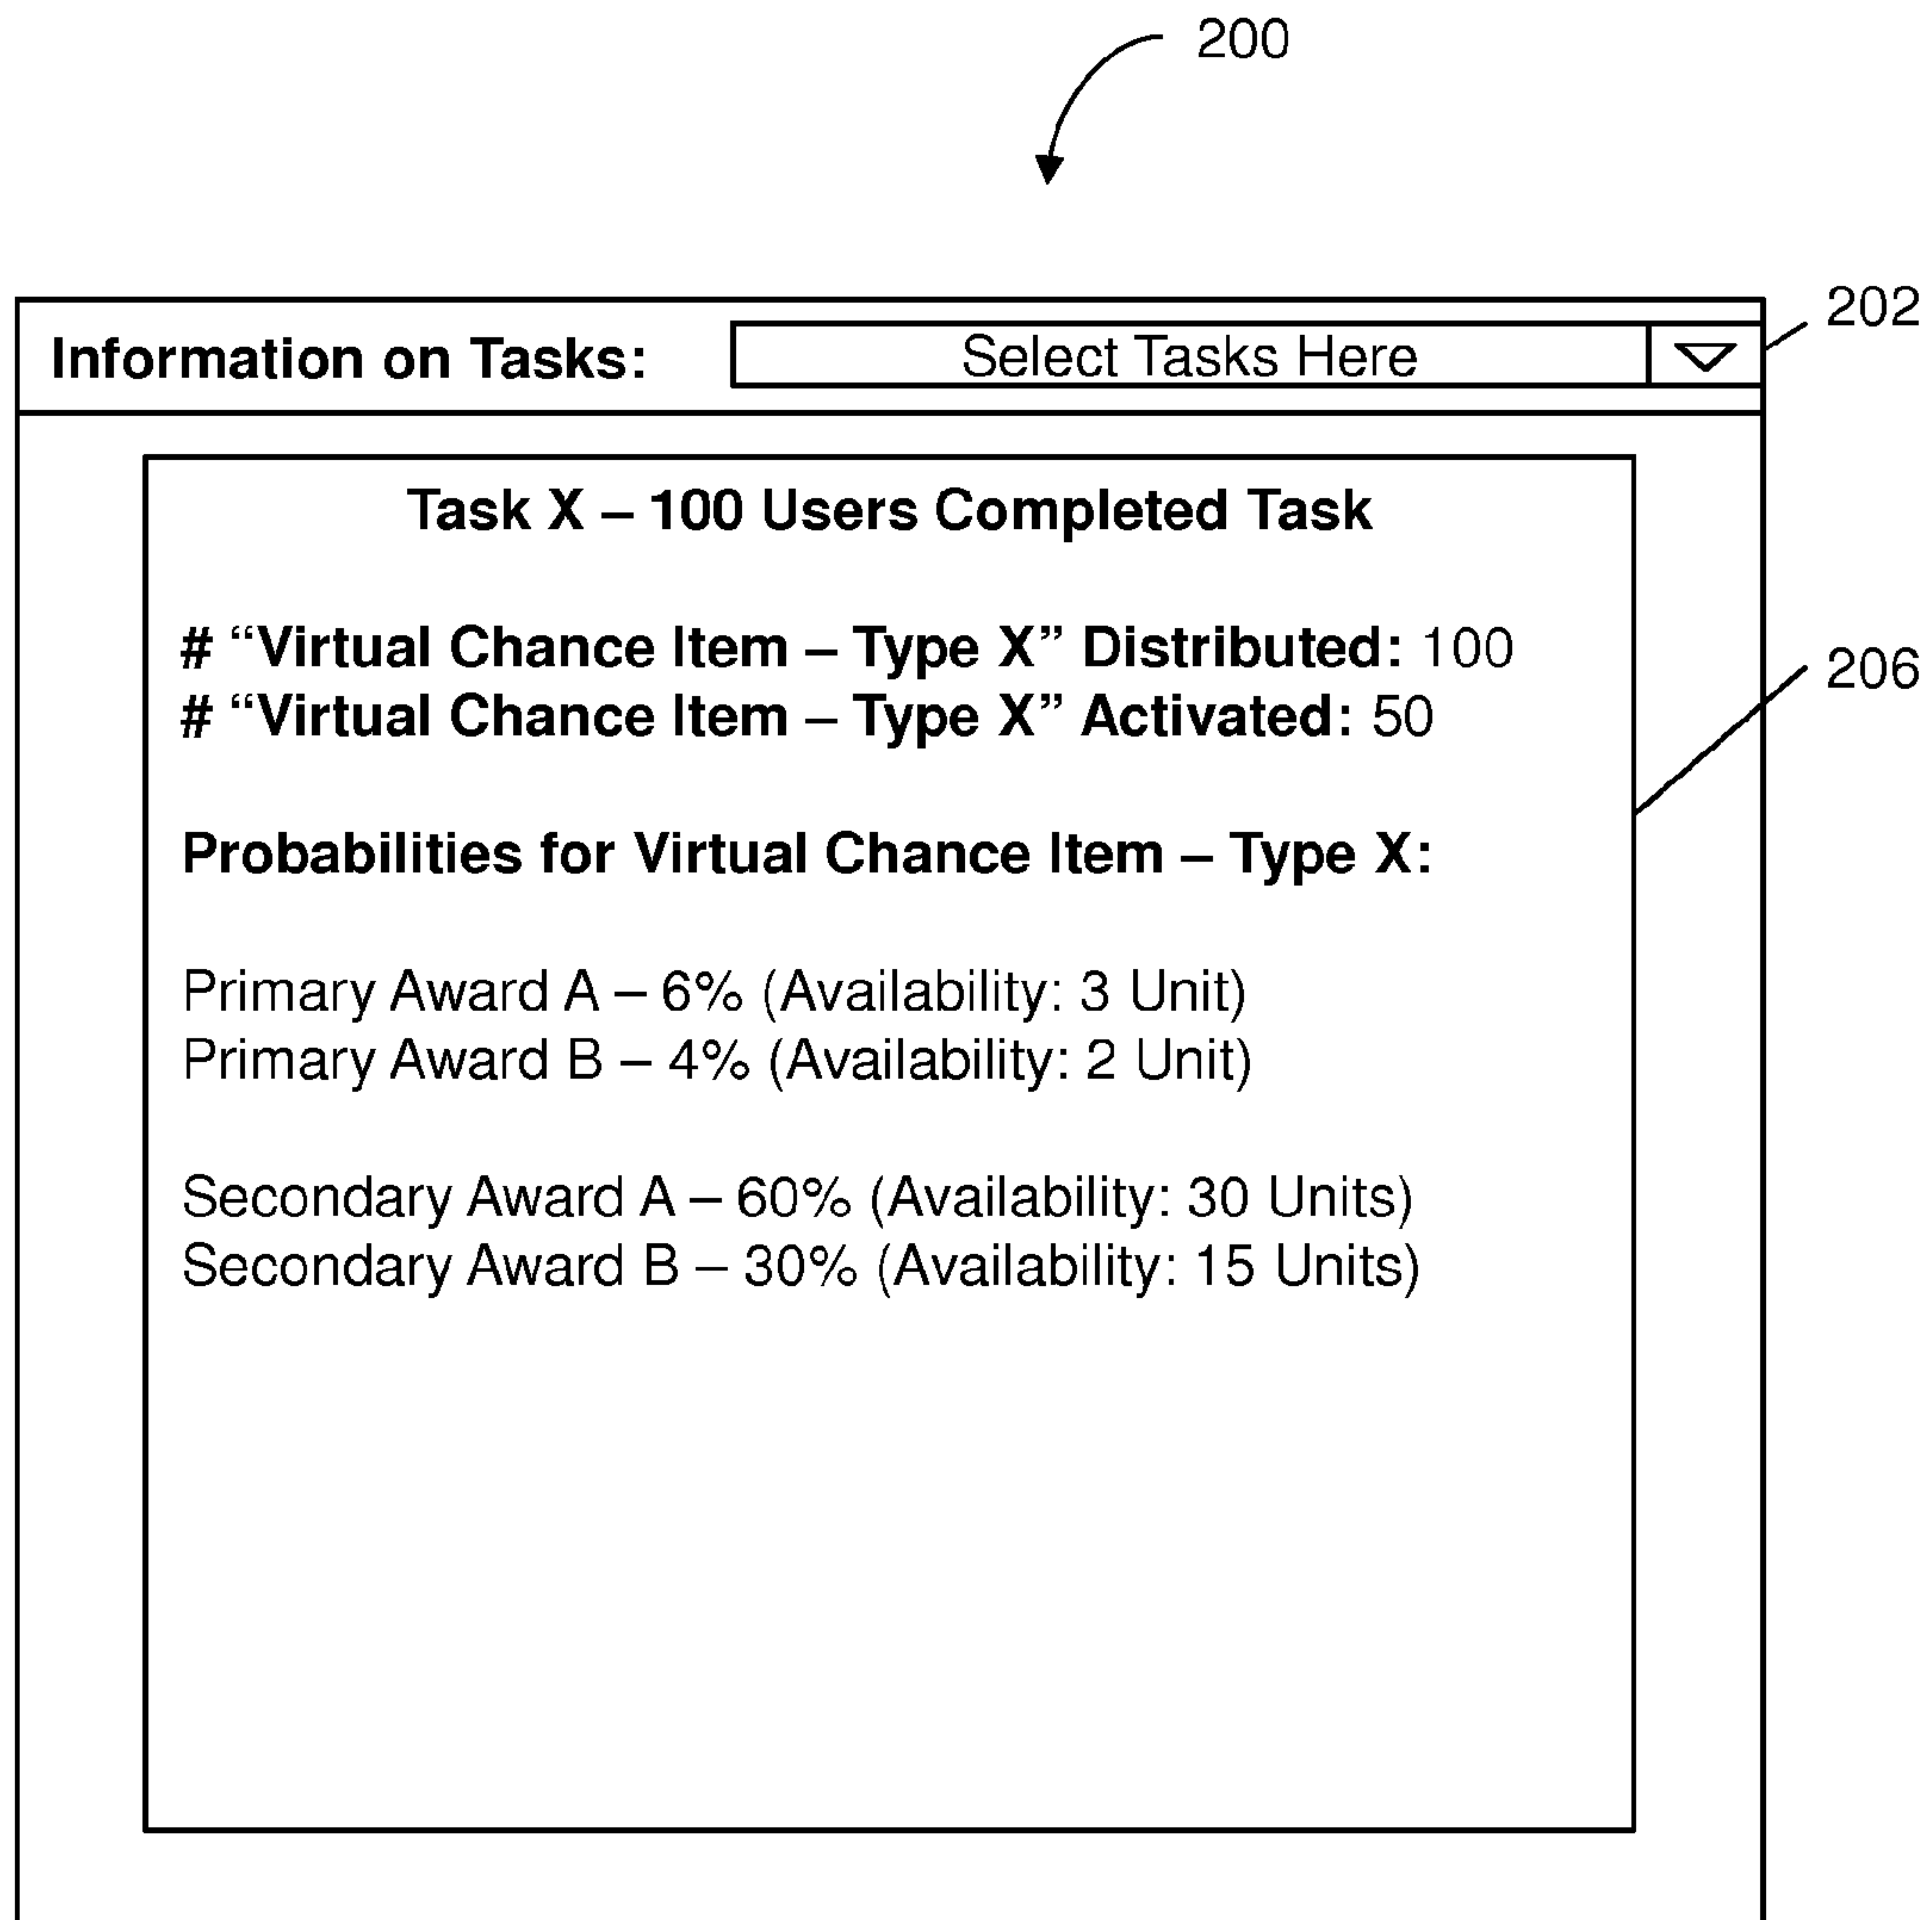 200
202
Information on Tasks: Select Tasks Here
Task X – 100 Users Completed Task
# “Virtual Chance Item – Type X” Distributed: 100
206
# “Virtual Chance Item – Type X” Activated: 50
Probabilities for Virtual Chance Item – Type X:
Primary Award A – 6% (Availability: 3 Unit)
Primary Award B – 4% (Availability: 2 Unit)
Secondary Award A – 60% (Availability: 30 Units)
Secondary Award B – 30% (Availability: 15 Units)